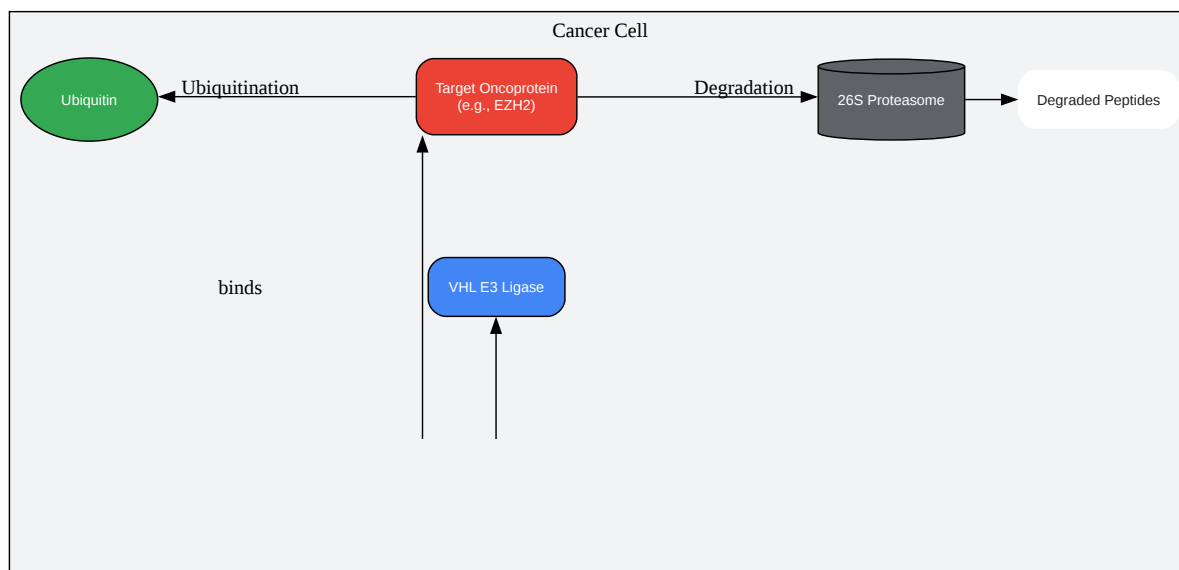 Cancer Cell
Ubiquitin
Ubiquitination
Target Oncoprotein
(e.g., EZH2)
Degradation
26S Proteasome
Degraded Peptides
binds
VHL E3 Ligase